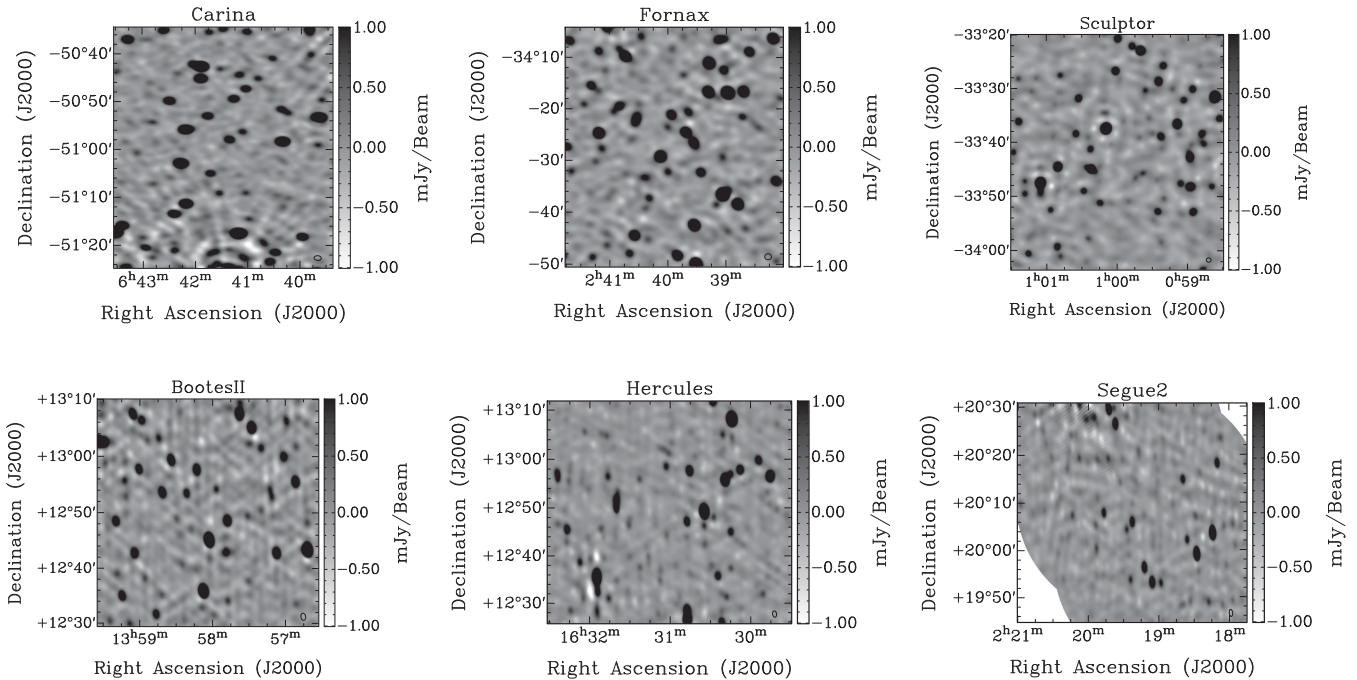 Carina
−50°40′
−50°50′
−51°00′
−51°10′
−51°20′
6ʰ43ᵐ 42ᵐ 41ᵐ 40ᵐ
Right Ascension (J2000)
Declination (J2000)
1.00
0.50
0.00
−0.50
−1.00
mJy/Beam
Fornax
−34°10′
−20′
−30′
−40′
−50′
2ʰ41ᵐ 40ᵐ 39ᵐ
Right Ascension (J2000)
Declination (J2000)
1.00
0.50
0.00
−0.50
−1.00
mJy/Beam
Sculptor
−33°20′
−33°30′
−33°40′
−33°50′
−34°00′
1ʰ01ᵐ 1ʰ00ᵐ 0ʰ59ᵐ
Right Ascension (J2000)
Declination (J2000)
1.00
0.50
0.00
−0.50
−1.00
mJy/Beam
BootesII
+13°10′
+13°00′
+12°50′
+12°40′
+12°30′
13ʰ59ᵐ 58ᵐ 57ᵐ
Right Ascension (J2000)
Declination (J2000)
1.00
0.50
0.00
−0.50
−1.00
mJy/Beam
Hercules
+13°10′
+13°00′
+12°50′
+12°40′
+12°30′
16ʰ32ᵐ 31ᵐ 30ᵐ
Right Ascension (J2000)
Declination (J2000)
1.00
0.50
0.00
−0.50
−1.00
mJy/Beam
Segue2
+20°30′
+20°20′
+20°10′
+20°00′
+19°50′
2ʰ21ᵐ 20ᵐ 19ᵐ 18ᵐ
Right Ascension (J2000)
Declination (J2000)
1.00
0.50
0.00
−0.50
−1.00
mJy/Beam